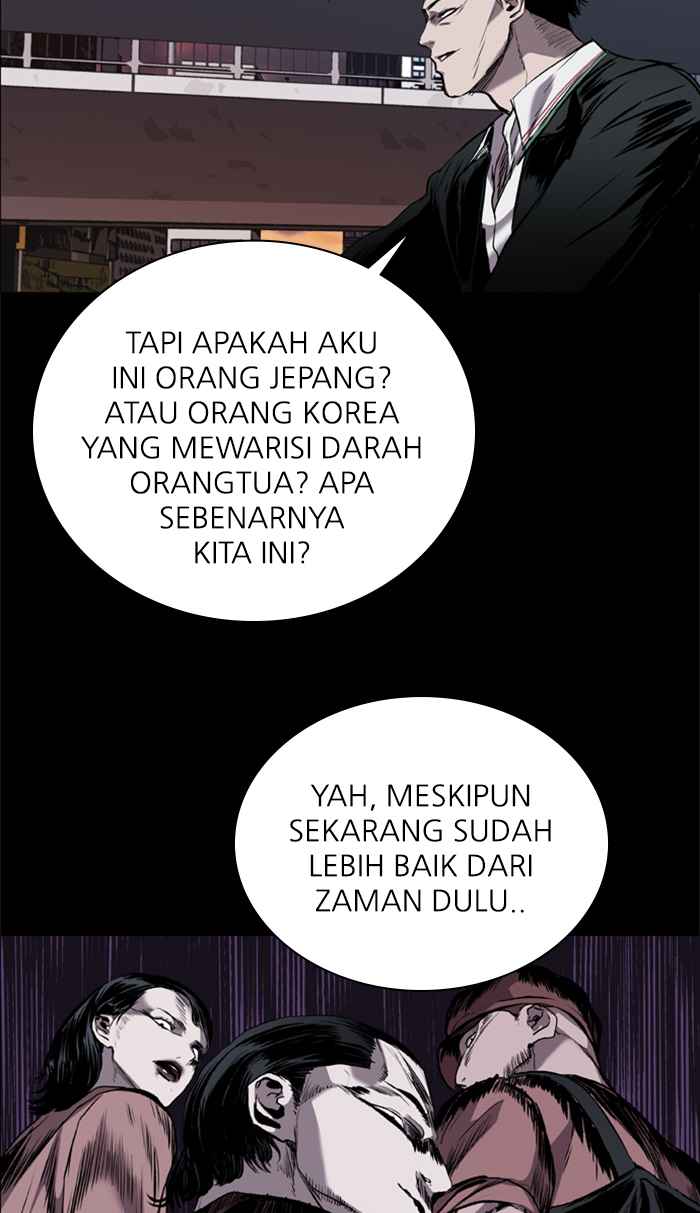 TAPI APAKAH AKU
INI ORANG JEPANG?
ATAU ORANG KOREA
YANG MEWARISI DARAH
ORANGTUA? APA
SEBENARNYA
KITA INI?
YAH, MESKIPUN
SEKARANG SUDAH
LEBIH BAIK DARI
ZAMAN DULU..